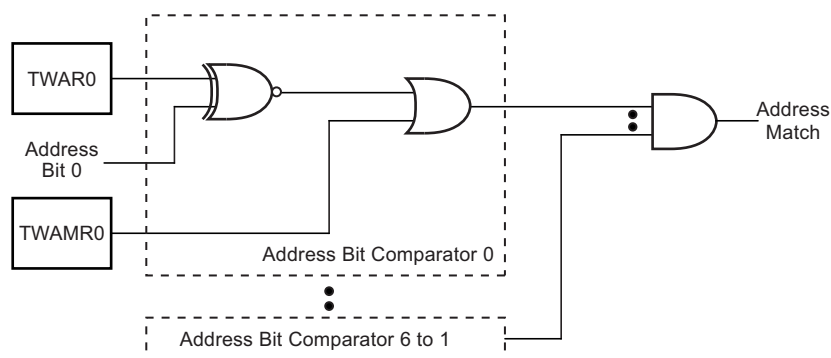 TWAR0
Address
Bit 0
TWAMR0
Address Bit Comparator 0
Address
Match
Address Bit Comparator 6 to 1